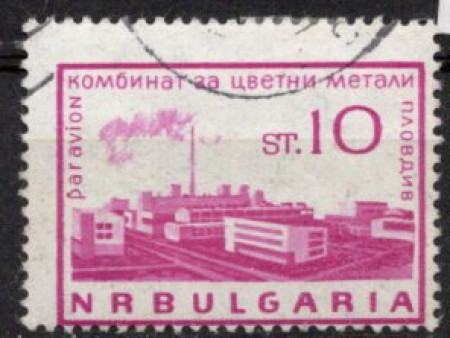 комбинат за цветни метали
paravion
ST.10
пловдив
NRBULGARIA